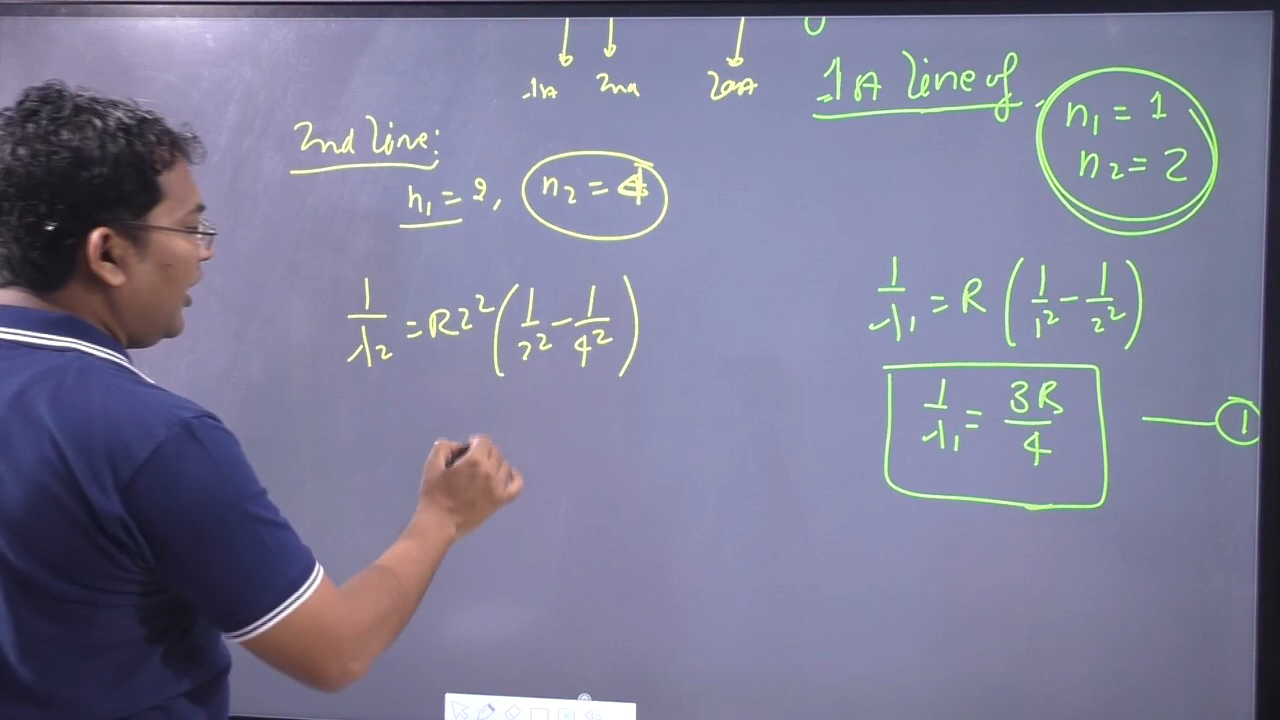 1st 2nd 20th
1st line of
n₁ = 1
n₂ = 2
2nd line:
n₁ = 2, n₂ = 4
1/λ₂ = RZ² (1/2² - 1/4²)
1/λ₁ = R (1/1² - 1/2²)
1/λ₁ = 3R/4 —— ①